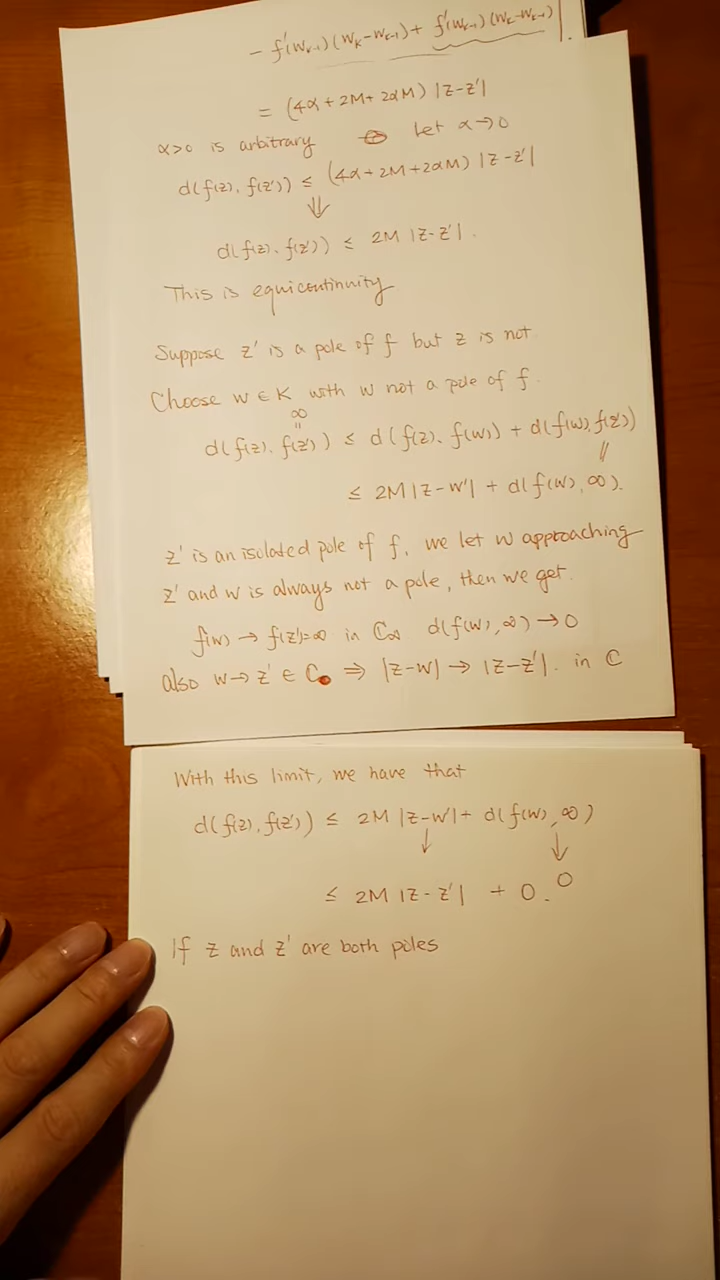 - f'(w_{k-1})(w_k-w_{k-1}) + f'(w_{k-1})(w_k-w_{k-1})|
= (4α + 2M + 2αM) |z-z'|
α>0 is arbitrary Let α→0
d(f(z), f(z')) ≤ (4α + 2M + 2αM) |z-z'|
⇓
d(f(z), f(z')) ≤ 2M |z-z'|.
This is equicontinuity
Suppose z' is a pole of f but z is not
Choose w ∈ K with w not a pole of f.
∞
"
d(f(z), f(z')) ≤ d(f(z), f(w)) + d(f(w), f(z'))
//
≤ 2M|z-w'| + d(f(w), ∞).
z' is an isolated pole of f, we let w approaching
z' and w is always not a pole, then we get
f(w) → f(z')=∞ in C∞ d(f(w), ∞) → 0
also w→ z' ∈ C ⇒ |z-w| → |z-z'|. in C
With this limit, we have that
d(f(z), f(z')) ≤ 2M |z-w'| + d(f(w), ∞)
↓ ⇓
≤ 2M |z-z'| + 0. 0
If z and z' are both poles